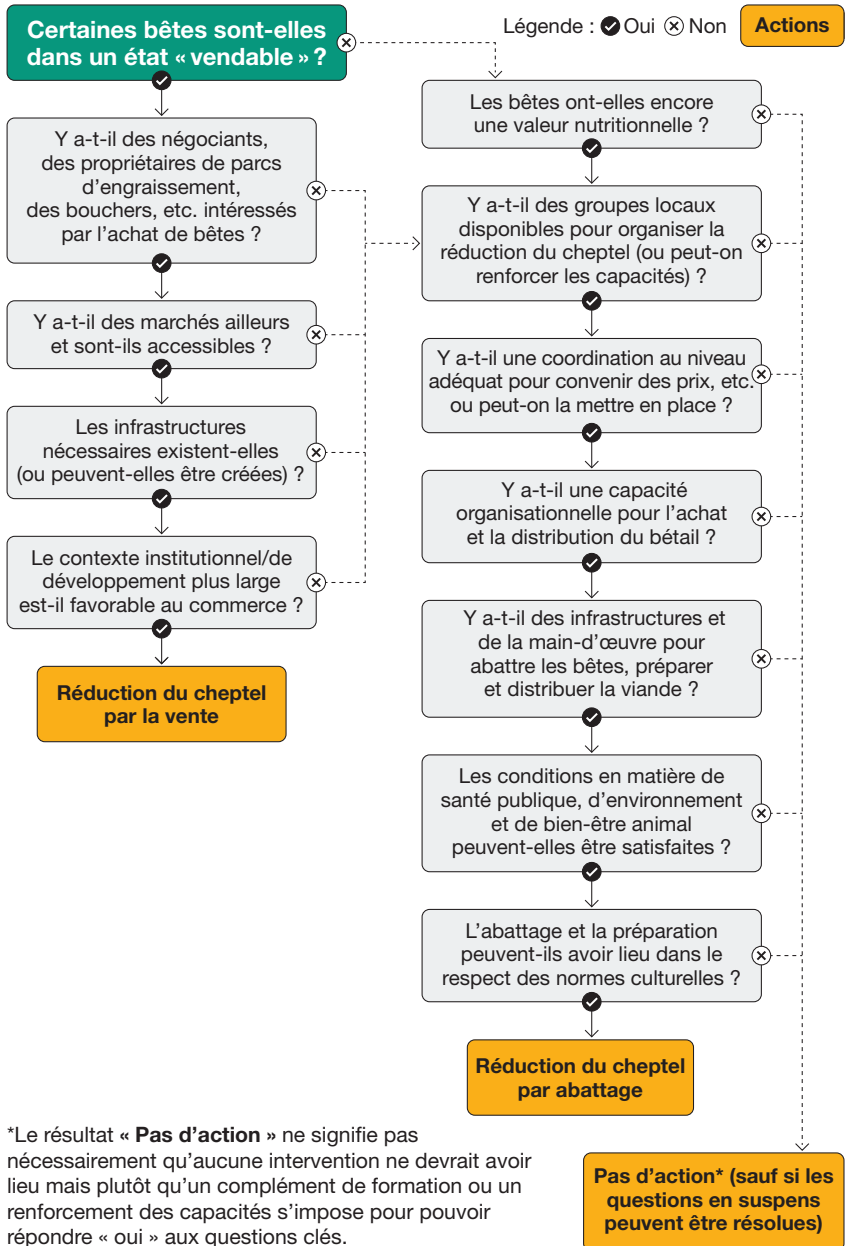 Certaines bêtes sont-elles
dans un état « vendable » ?
Légende : Oui Non Actions
Y a-t-il des négociants,
des propriétaires de parcs
d’engraissement,
des bouchers, etc. intéressés
par l’achat de bêtes ?
Y a-t-il des marchés ailleurs
et sont-ils accessibles ?
Les infrastructures
nécessaires existent-elles
(ou peuvent-elles être créées) ?
Le contexte institutionnel/de
développement plus large
est-il favorable au commerce ?
Réduction du cheptel
par la vente
Les bêtes ont-elles encore
une valeur nutritionnelle ?
Y a-t-il des groupes locaux
disponibles pour organiser la
réduction du cheptel (ou peut-on
renforcer les capacités) ?
Y a-t-il une coordination au niveau
adéquat pour convenir des prix, etc.
ou peut-on la mettre en place ?
Y a-t-il une capacité
organisationnelle pour l’achat
et la distribution du bétail ?
Y a-t-il des infrastructures et
de la main-d’œuvre pour
abattre les bêtes, préparer
et distribuer la viande ?
Les conditions en matière de
santé publique, d’environnement
et de bien-être animal
peuvent-elles être satisfaites ?
L’abattage et la préparation
peuvent-ils avoir lieu dans le
respect des normes culturelles ?
Réduction du cheptel
par abattage
*Le résultat « Pas d’action » ne signifie pas
nécessairement qu’aucune intervention ne devrait avoir
lieu mais plutôt qu’un complément de formation ou un
renforcement des capacités s’impose pour pouvoir
répondre « oui » aux questions clés.
Pas d’action* (sauf si les
questions en suspens
peuvent être résolues)